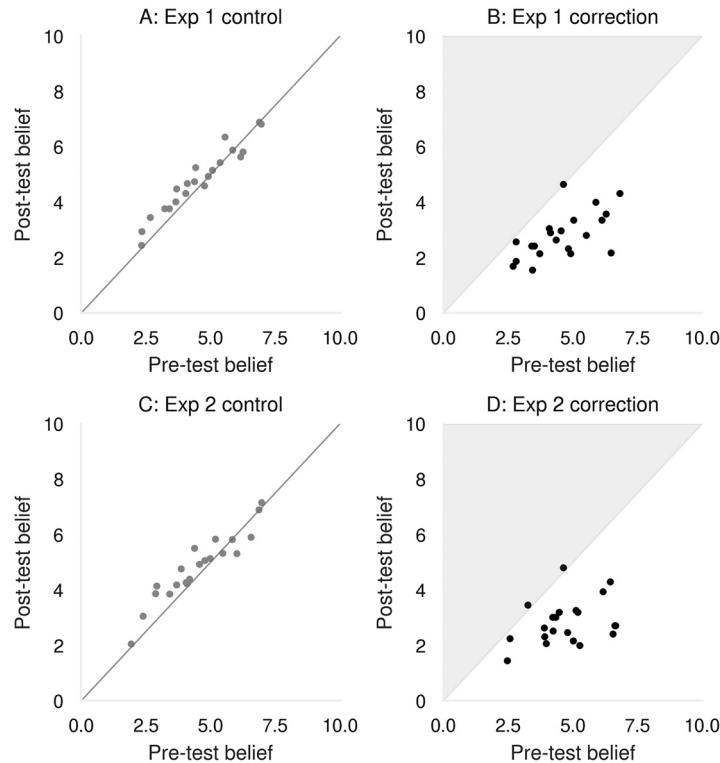 A: Exp 1 control
B: Exp 1 correction
10
8
6
4
2
0
Post-test belief
0.0 2.5 5.0 7.5 10.0
Pre-test belief
10
8
6
4
2
0
Post-test belief
0.0 2.5 5.0 7.5 10.0
Pre-test belief
C: Exp 2 control
D: Exp 2 correction
10
8
6
4
2
0
Post-test belief
0.0 2.5 5.0 7.5 10.0
Pre-test belief
10
8
6
4
2
0
Post-test belief
0.0 2.5 5.0 7.5 10.0
Pre-test belief